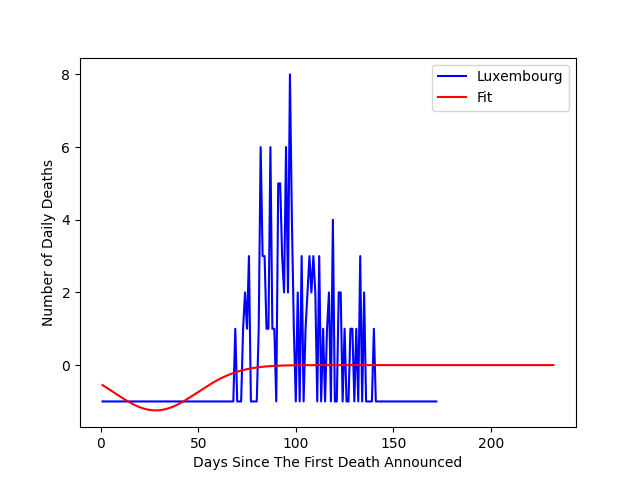 Luxembourg
Fit
8
6
4
2
0
Number of Daily Deaths
0 50 100 150 200
Days Since The First Death Announced